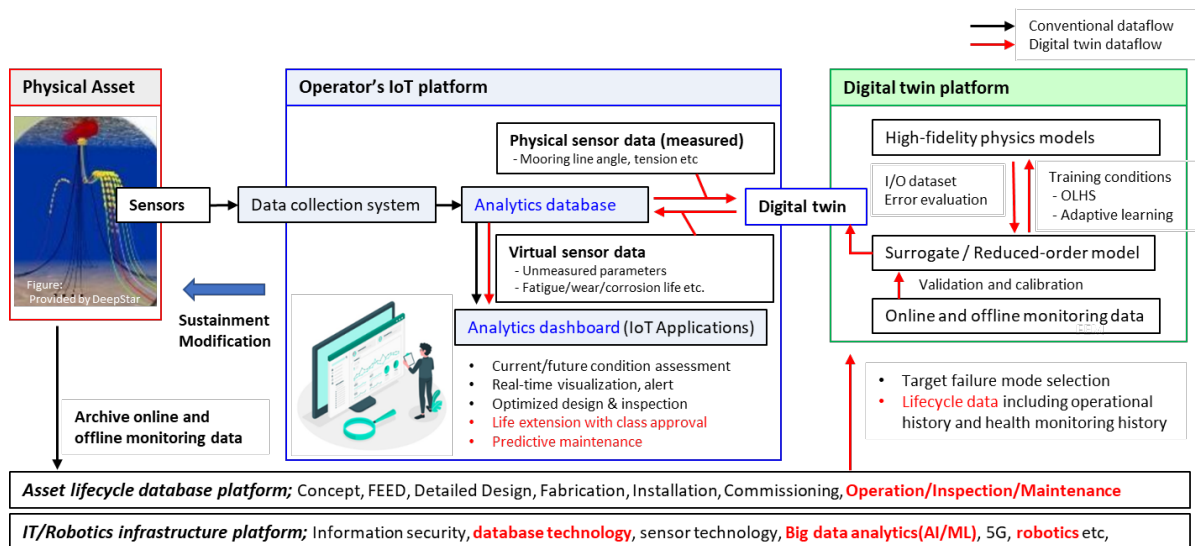 Conventional dataflow
Digital twin dataflow
Physical Asset
Figure:
Provided by DeepStar
Sensors
Sustainment
Modification
Archive online and
offline monitoring data
Operator's IoT platform
Physical sensor data (measured)
- Mooring line angle, tension etc
Data collection system
Analytics database
Virtual sensor data
- Unmeasured parameters
- Fatigue/wear/corrosion life etc.
Analytics dashboard (IoT Applications)
• Current/future condition assessment
• Real-time visualization, alert
• Optimized design & inspection
• Life extension with class approval
• Predictive maintenance
Digital twin
Digital twin platform
High-fidelity physics models
I/O dataset
Error evaluation
Training conditions
- OLHS
- Adaptive learning
Surrogate / Reduced-order model
Validation and calibration
Online and offline monitoring data
• Target failure mode selection
• Lifecycle data including operational
history and health monitoring history
Asset lifecycle database platform; Concept, FEED, Detailed Design, Fabrication, Installation, Commissioning, Operation/Inspection/Maintenance
IT/Robotics infrastructure platform; Information security, database technology, sensor technology, Big data analytics(AI/ML), 5G, robotics etc,